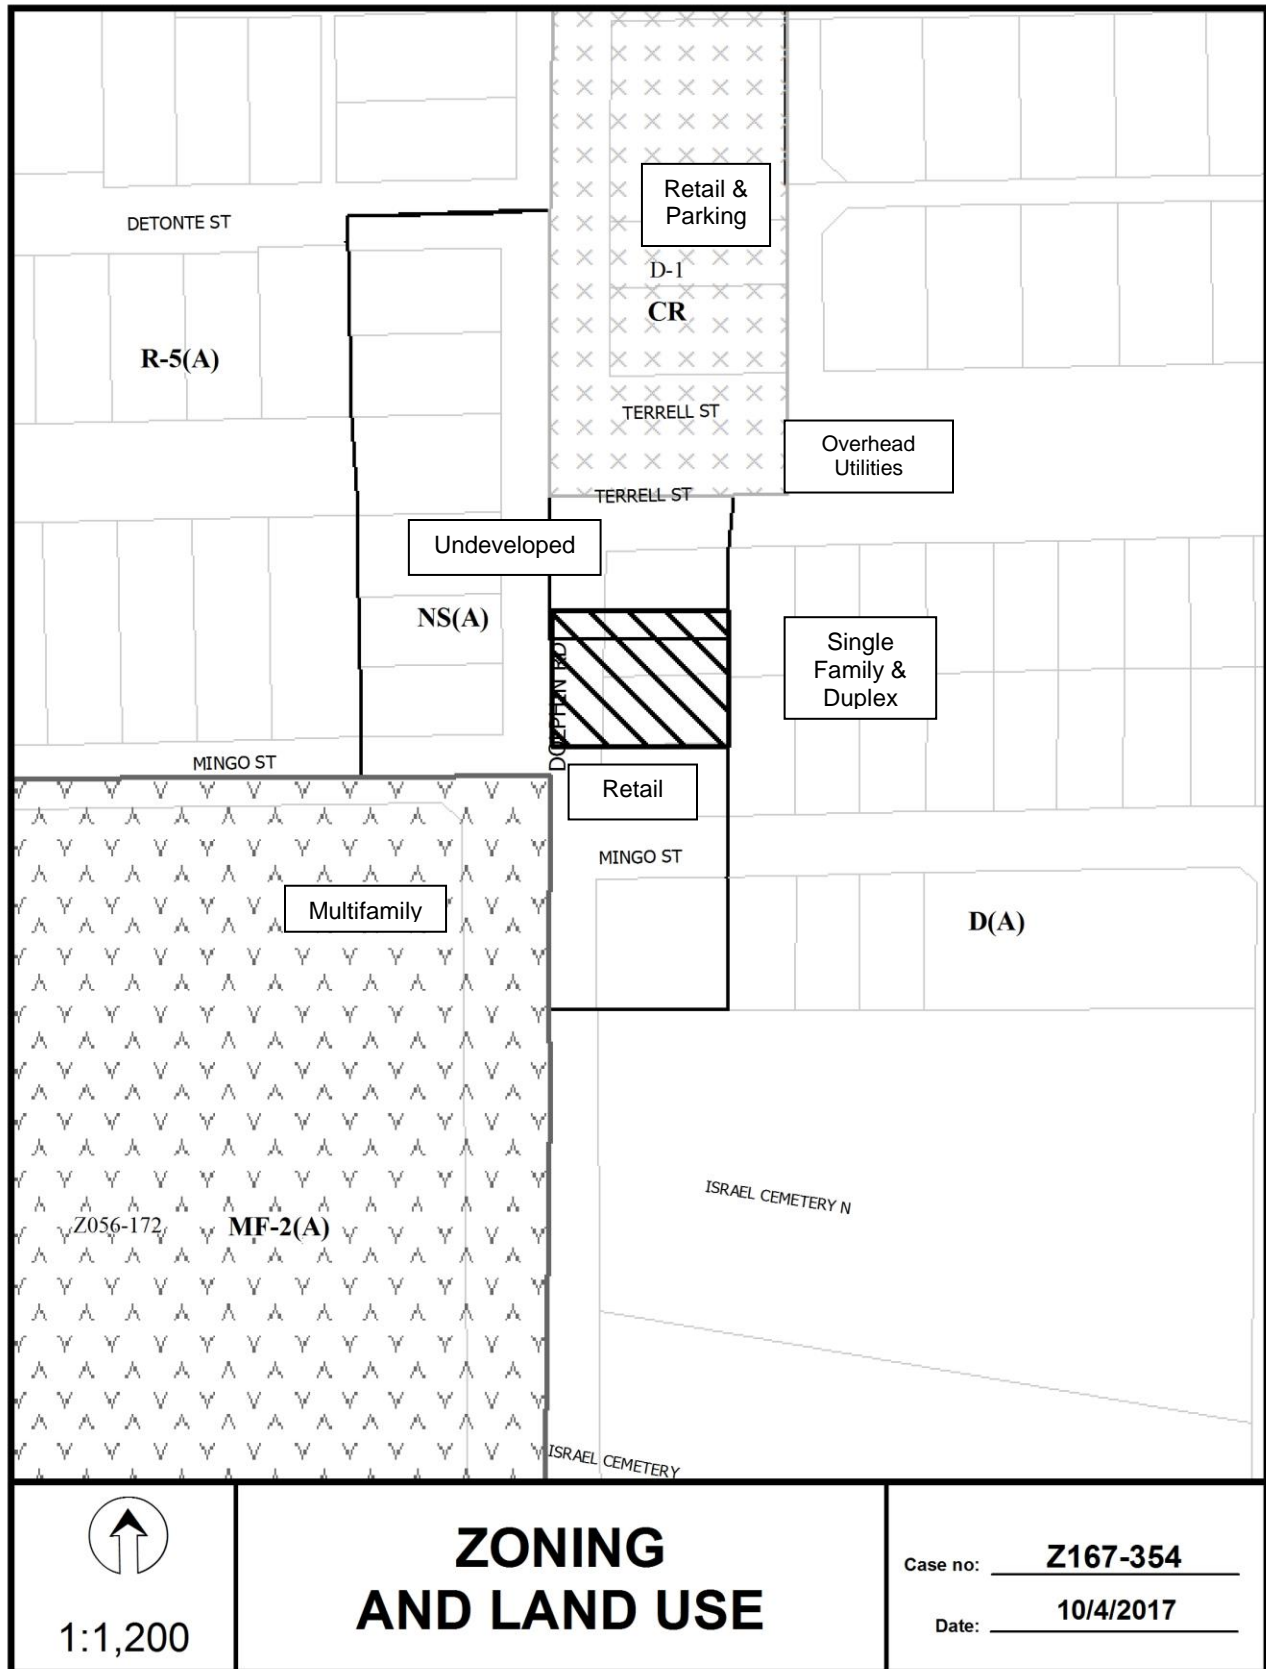 Retail &
Parking
DETONTE ST
D-1
CR
R-5(A)
TERRELL ST
Overhead
Utilities
TERRELL ST
Undeveloped
NS(A)
Single
Family &
Duplex
DOLPHIN RD
MINGO ST
Retail
MINGO ST
Multifamily
D(A)
ISRAEL CEMETERY N
Z056-172
MF-2(A)
ISRAEL CEMETERY
1:1,200
ZONING
AND LAND USE
Case no: Z167-354
Date: 10/4/2017